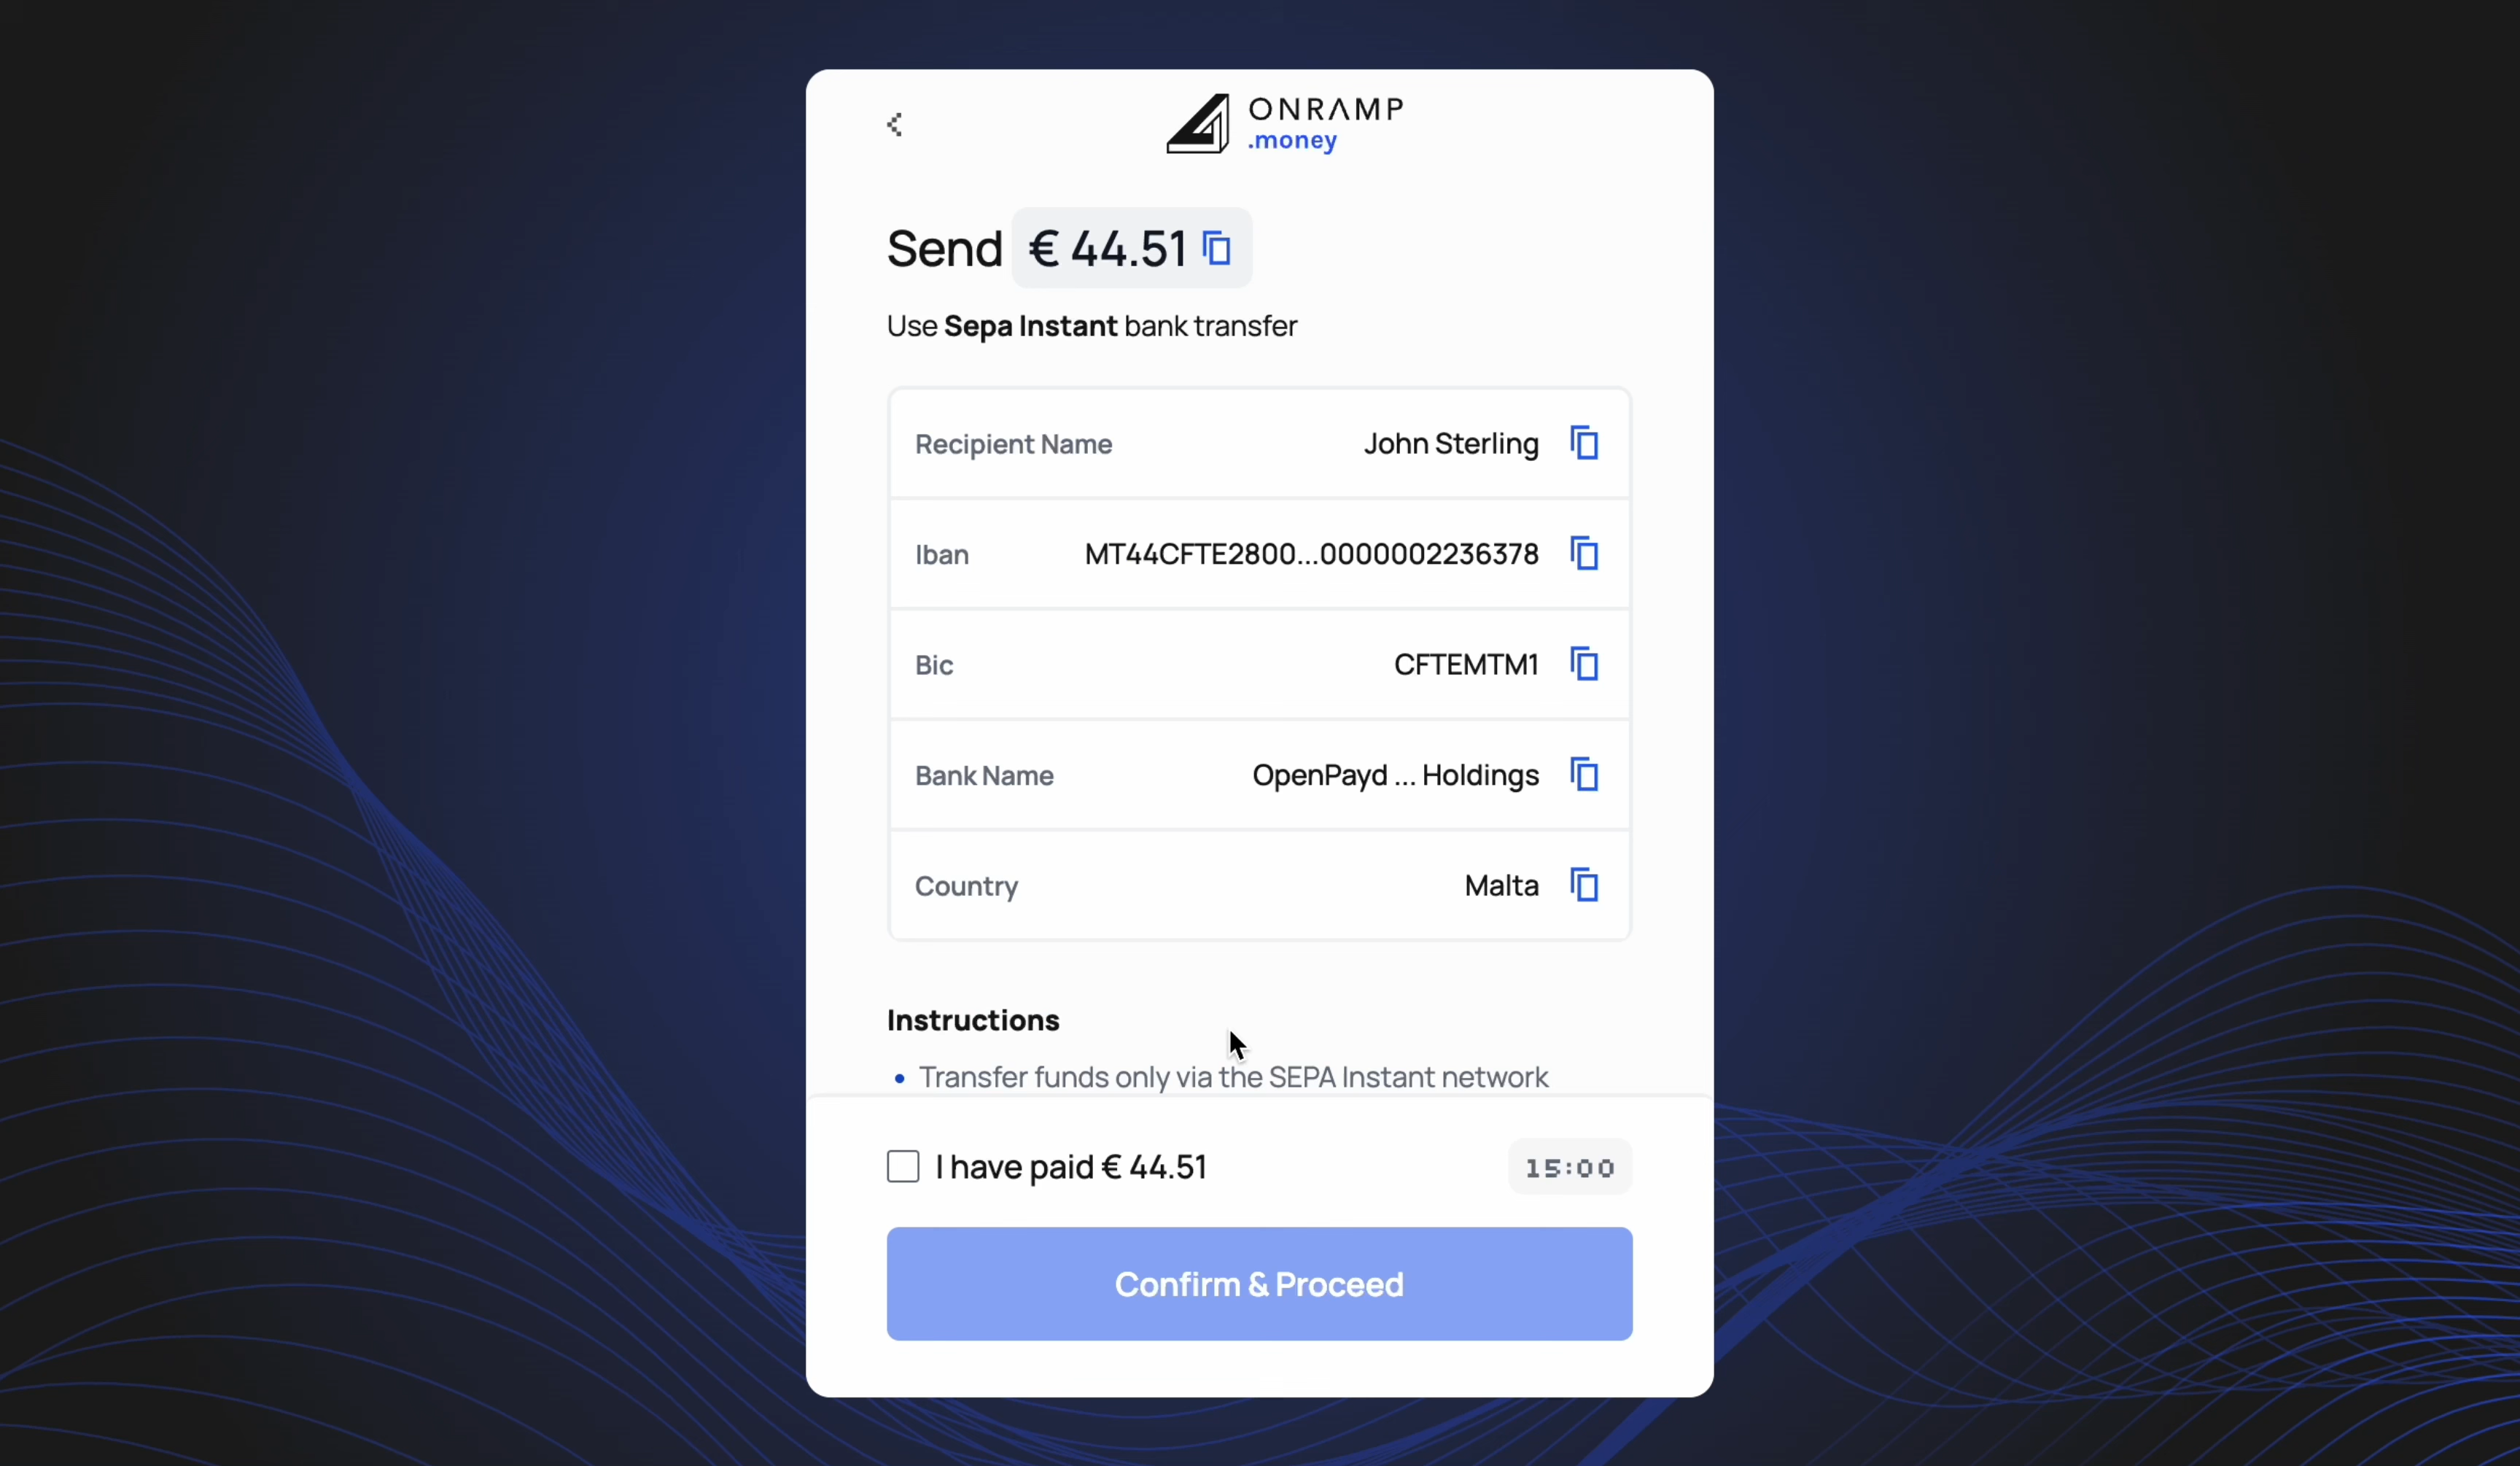 ONRAMP
.money
Send € 44.51
Use Sepa Instant bank transfer
Recipient Name John Sterling
Iban MT44CFTE2800...0000002236378
Bic CFTEMTM1
Bank Name OpenPayd ... Holdings
Country Malta
Instructions
• Transfer funds only via the SEPA Instant network
I have paid € 44.51 15:00
Confirm & Proceed